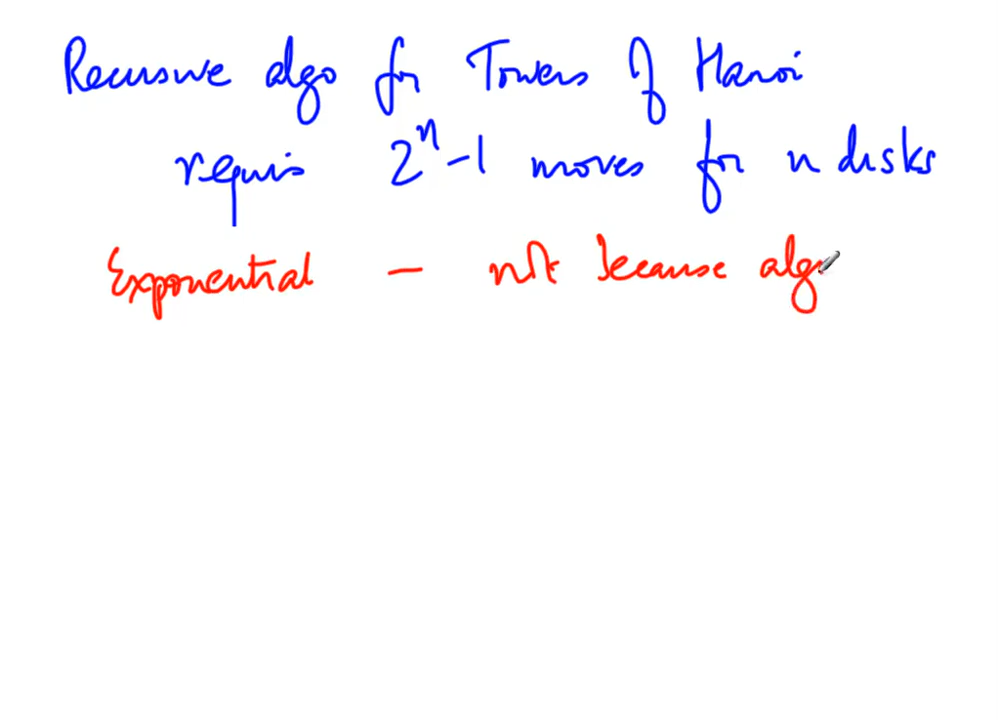 Recursive algo for Towers of Hanoi
requires 2^n-1 moves for n disks
Exponential – not because algo